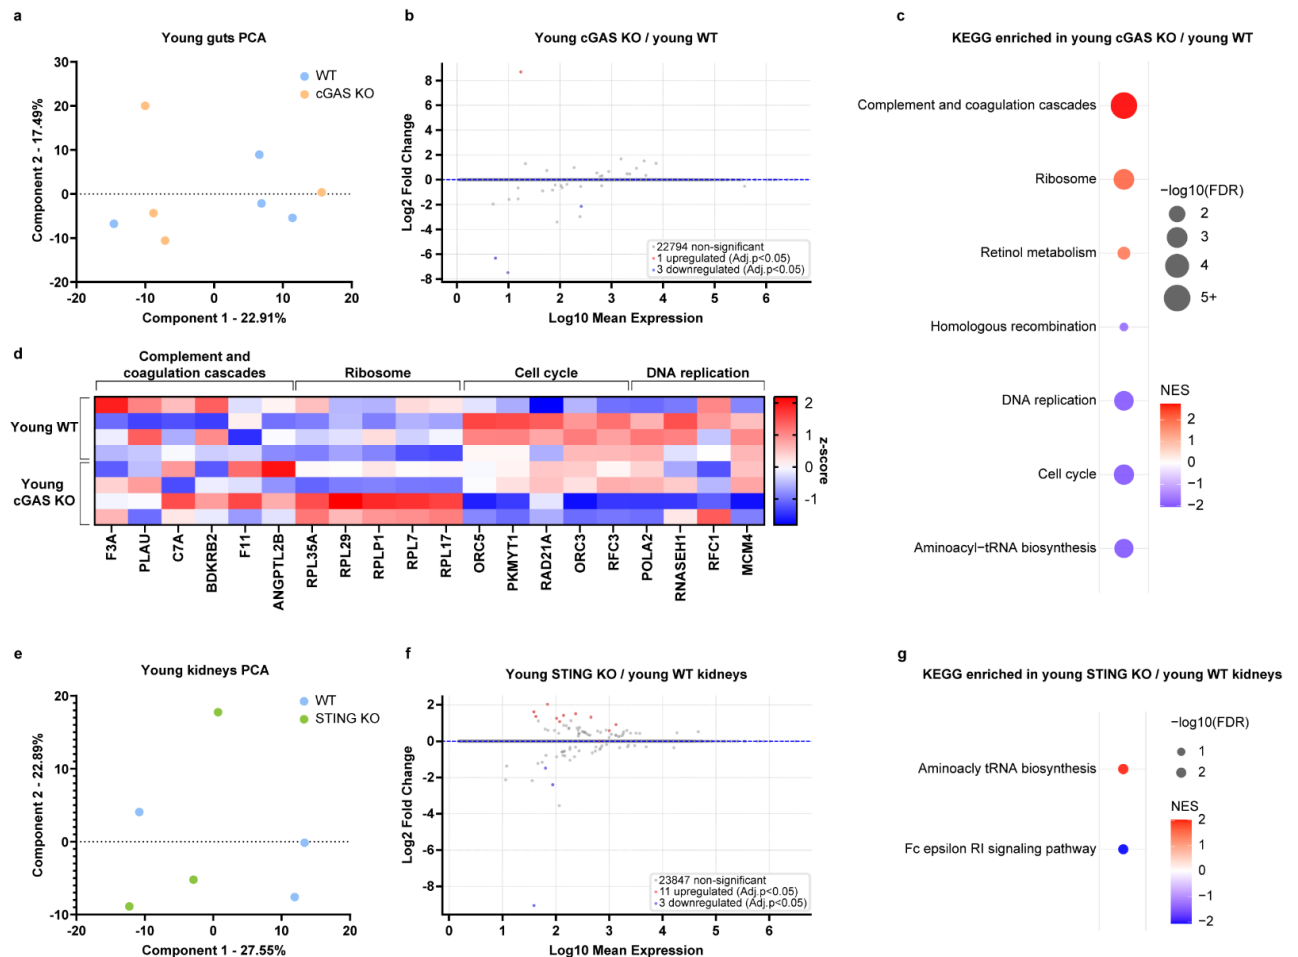 a
Young guts PCA
WT
cGAS KO
30
20
10
0
-10
-20
-20
-10
0
10
20
Component 2 - 17.49%
Component 1 - 22.91%
b
Young cGAS KO / young WT
8
6
4
2
0
-2
-4
-6
-8
0
1
2
3
4
5
6
Log2 Fold Change
Log10 Mean Expression
22794 non-significant
1 upregulated (Adj.p<0.05)
3 downregulated (Adj.p<0.05)
c
KEGG enriched in young cGAS KO / young WT
Complement and coagulation cascades
Ribosome
Retinol metabolism
Homologous recombination
DNA replication
Cell cycle
Aminoacyl−tRNA biosynthesis
−log10(FDR)
2
3
4
5+
NES
2
1
0
−1
−2
d
Complement and
coagulation cascades
Ribosome
Cell cycle
DNA replication
Young WT
Young
cGAS KO
F3A
PLAU
C7A
BDKRB2
F11
ANGPTL2B
RPL35A
RPL29
RPLP1
RPL7
RPL17
ORC5
PKMYT1
RAD21A
ORC3
RFC3
POLA2
RNASEH1
RFC1
MCM4
2
1
0
-1
z-score
e
Young kidneys PCA
WT
STING KO
20
10
0
-10
-20
-10
0
10
20
Component 2 - 22.89%
Component 1 - 27.55%
f
Young STING KO / young WT kidneys
2
0
-2
-4
-6
-8
0
1
2
3
4
5
6
Log2 Fold Change
Log10 Mean Expression
23847 non-significant
11 upregulated (Adj.p<0.05)
3 downregulated (Adj.p<0.05)
g
KEGG enriched in young STING KO / young WT kidneys
Aminoacly tRNA biosynthesis
Fc epsilon RI signaling pathway
−log10(FDR)
1
2
NES
2
1
0
−1
−2